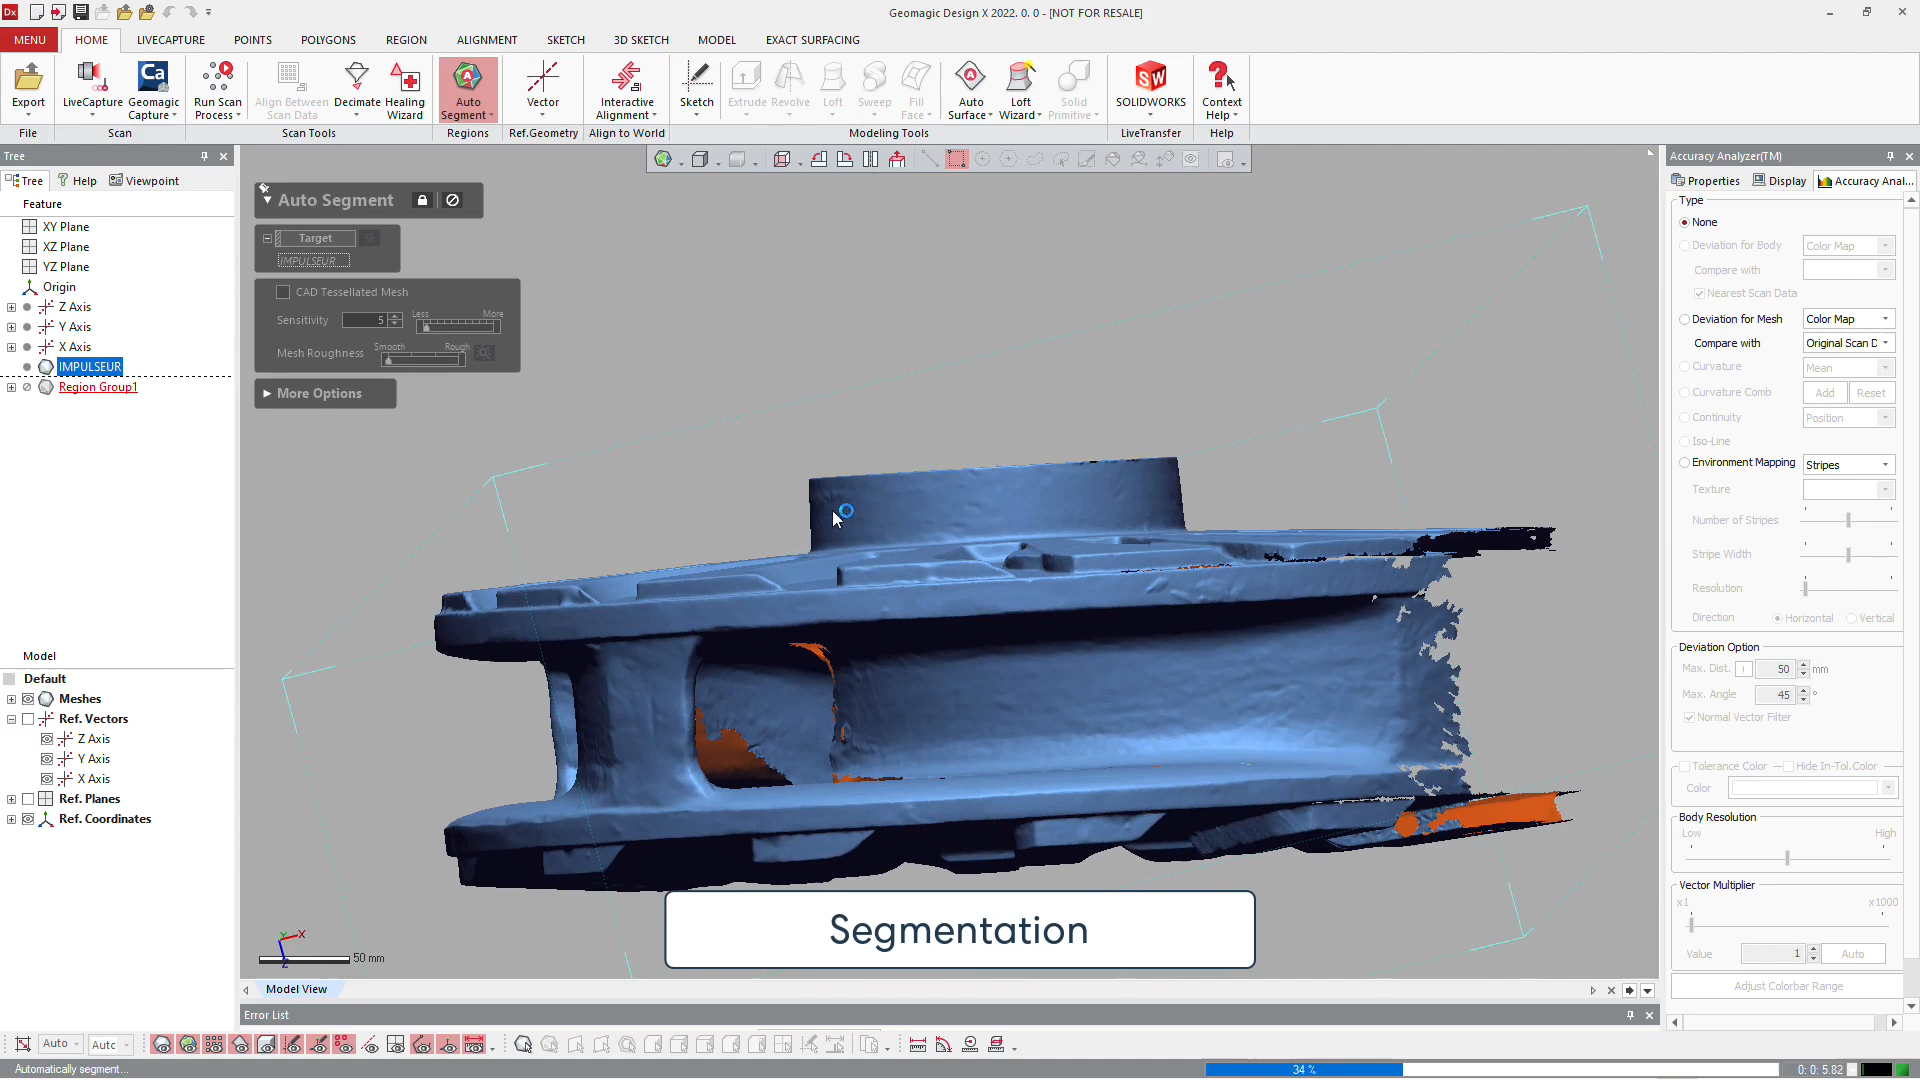 Dx
Geomagic Design X 2022. 0. 0 - [NOT FOR RESALE]
MENU HOME LIVECAPTURE POINTS POLYGONS REGION ALIGNMENT SKETCH 3D SKETCH MODEL EXACT SURFACING
Export LiveCapture Geomagic Capture Run Scan Process Align Between Scan Data Decimate Healing Wizard Auto Segment Vector Interactive Alignment Sketch Extrude Revolve Loft Sweep Fill Face Auto Surface Loft Wizard Solid Primitive SOLIDWORKS Context Help
File Scan Scan Tools Regions Ref.Geometry Align to World Modeling Tools LiveTransfer Help
Tree
Tree Help Viewpoint
Feature
XY Plane
XZ Plane
YZ Plane
Origin
Z Axis
Y Axis
X Axis
IMPULSEUR
Region Group1
Model
Default
Meshes
Ref. Vectors
Z Axis
Y Axis
X Axis
Ref. Planes
Ref. Coordinates
Auto Segment
Target
IMPULSEUR
CAD Tessellated Mesh
Sensitivity 5 Less More
Mesh Roughness Smooth Rough
More Options
Segmentation
Y X
Z
50 mm
Model View
Error List
Accuracy Analyzer(TM)
Properties Display Accuracy Anal...
Type
None
Deviation for Body Color Map
Compare with
Nearest Scan Data
Deviation for Mesh Color Map
Compare with Original Scan D
Curvature Mean
Curvature Comb Add Reset
Continuity Position
Iso-Line
Environment Mapping Stripes
Texture
Number of Stripes
Stripe Width
Resolution
Direction Horizontal Vertical
Deviation Option
Max. Dist. ! 50 mm
Max. Angle 45 °
Normal Vector Filter
Tolerance Color Hide In-Tol.Color
Color
Body Resolution
Low High
Vector Multiplier
x1 x1000
Value 1 Auto
Adjust Colorbar Range
Auto Autc
Automatically segment...
34 %
0: 0: 5.82